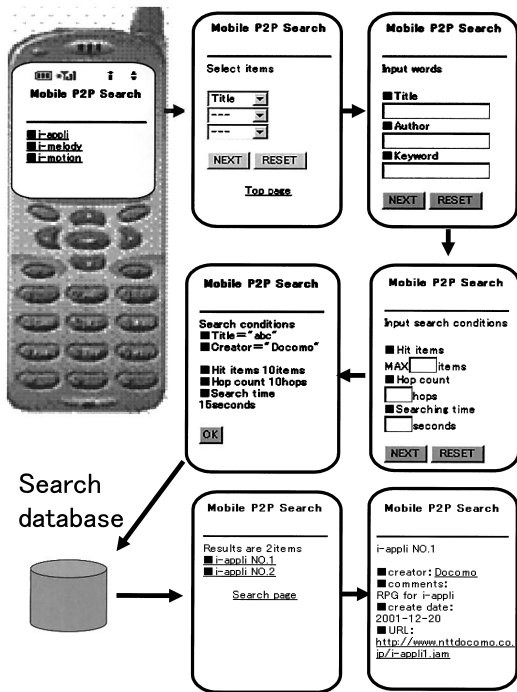 Mobile P2P Search
■i-appli
■i-melody
■i-motion
Mobile P2P Search
Select items
Title
---
---
NEXT RESET
Top page
Mobile P2P Search
Input words
■Title
■Author
■Keyword
NEXT RESET
Mobile P2P Search
Input search conditions
■Hit items
MAX items
■Hop count
hops
■Searching time
seconds
NEXT RESET
Mobile P2P Search
Search conditions
■Title="abc"
■Creator="Docomo"
■Hit items 10items
■Hop count 10hops
■Search time
15seconds
OK
Search
database
Mobile P2P Search
Results are 2items
■i-appli NO.1
■i-appli NO.2
Search page
Mobile P2P Search
i-appli NO.1
■creator: Docomo
■comments:
RPG for i-appli
■create date:
2001-12-20
■URL:
http://www.nttdocomo.co.
jp/i-appli1.jam